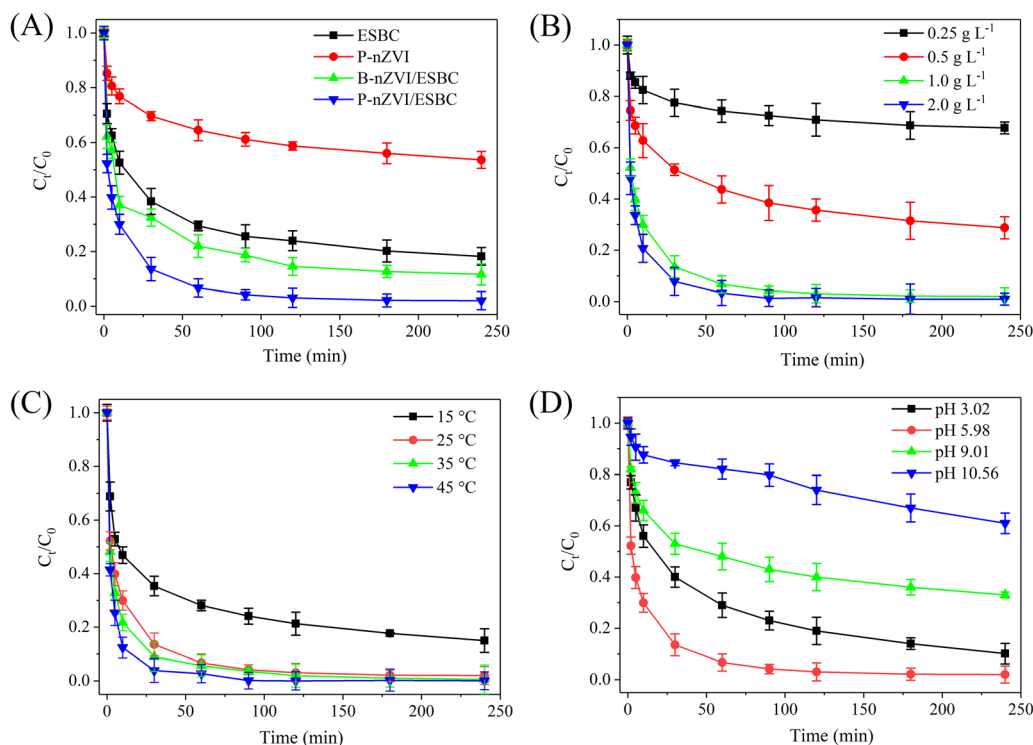 (A)
ESBC
P-nZVI
B-nZVI/ESBC
P-nZVI/ESBC
1.0
0.8
0.6
0.4
0.2
0.0
Cₜ/C₀
0
50
100
150
200
250
Time (min)
(B)
0.25 g L⁻¹
0.5 g L⁻¹
1.0 g L⁻¹
2.0 g L⁻¹
1.0
0.8
0.6
0.4
0.2
0.0
Cₜ/C₀
0
50
100
150
200
250
Time (min)
(C)
15 °C
25 °C
35 °C
45 °C
1.0
0.8
0.6
0.4
0.2
0.0
Cₜ/C₀
0
50
100
150
200
250
Time (min)
(D)
pH 3.02
pH 5.98
pH 9.01
pH 10.56
1.0
0.8
0.6
0.4
0.2
0.0
Cₜ/C₀
0
50
100
150
200
250
Time (min)